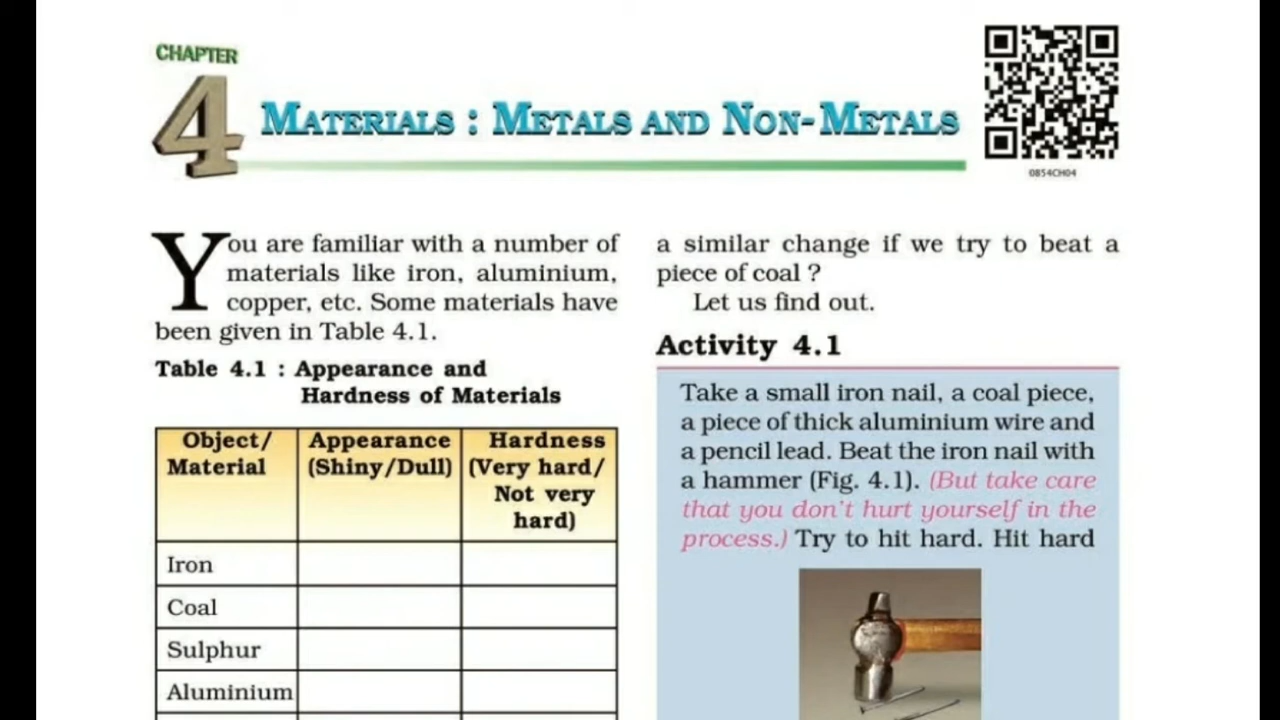 CHAPTER
4
MATERIALS : METALS AND NON-METALS
0854CH04
You are familiar with a number of
materials like iron, aluminium,
copper, etc. Some materials have
been given in Table 4.1.
Table 4.1 : Appearance and
Hardness of Materials
Object/
Material
Appearance
(Shiny/Dull)
Hardness
(Very hard/
Not very
hard)
Iron
Coal
Sulphur
Aluminium
a similar change if we try to beat a
piece of coal ?
Let us find out.
Activity 4.1
Take a small iron nail, a coal piece,
a piece of thick aluminium wire and
a pencil lead. Beat the iron nail with
a hammer (Fig. 4.1). (But take care
that you don't hurt yourself in the
process.) Try to hit hard. Hit hard